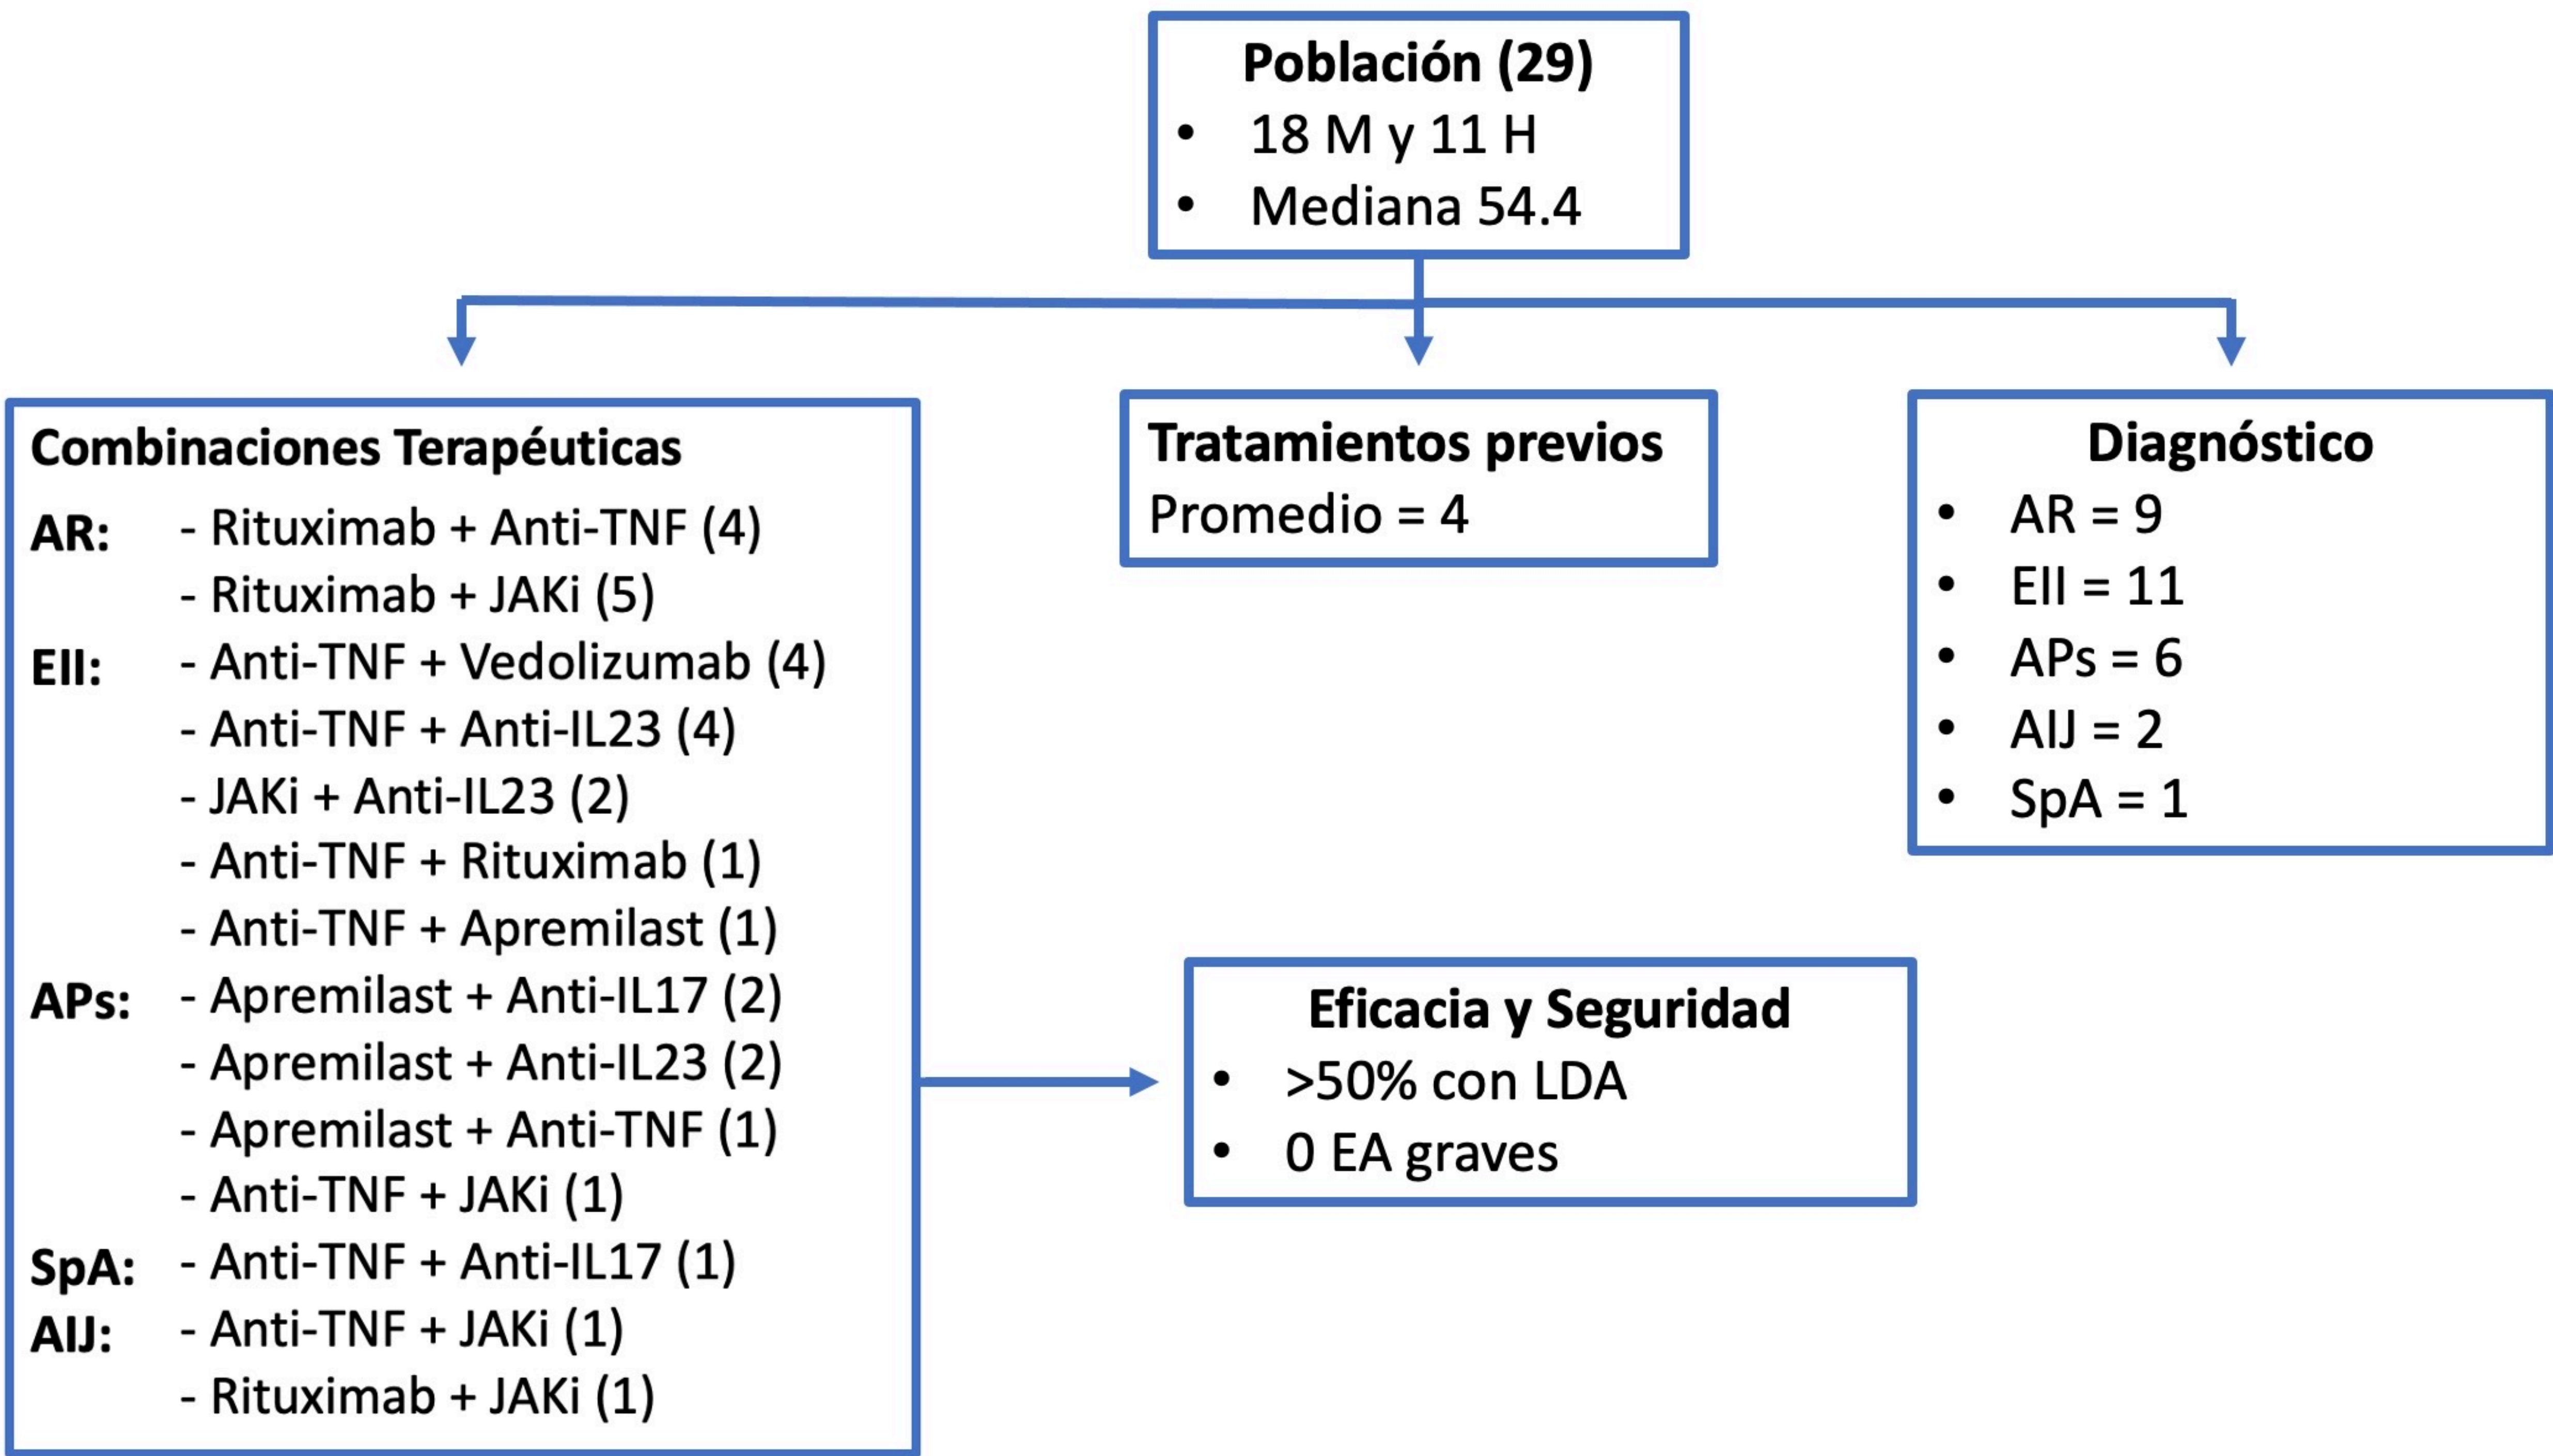 Población (29)
• 18 M y 11 H
• Mediana 54.4
Combinaciones Terapéuticas
AR: - Rituximab + Anti-TNF (4)
- Rituximab + JAKi (5)
EII: - Anti-TNF + Vedolizumab (4)
- Anti-TNF + Anti-IL23 (4)
- JAKi + Anti-IL23 (2)
- Anti-TNF + Rituximab (1)
- Anti-TNF + Apremilast (1)
APs: - Apremilast + Anti-IL17 (2)
- Apremilast + Anti-IL23 (2)
- Apremilast + Anti-TNF (1)
- Anti-TNF + JAKi (1)
SpA: - Anti-TNF + Anti-IL17 (1)
AIJ: - Anti-TNF + JAKi (1)
- Rituximab + JAKi (1)
Tratamientos previos
Promedio = 4
Diagnóstico
• AR = 9
• EII = 11
• APs = 6
• AIJ = 2
• SpA = 1
Eficacia y Seguridad
• >50% con LDA
• 0 EA graves